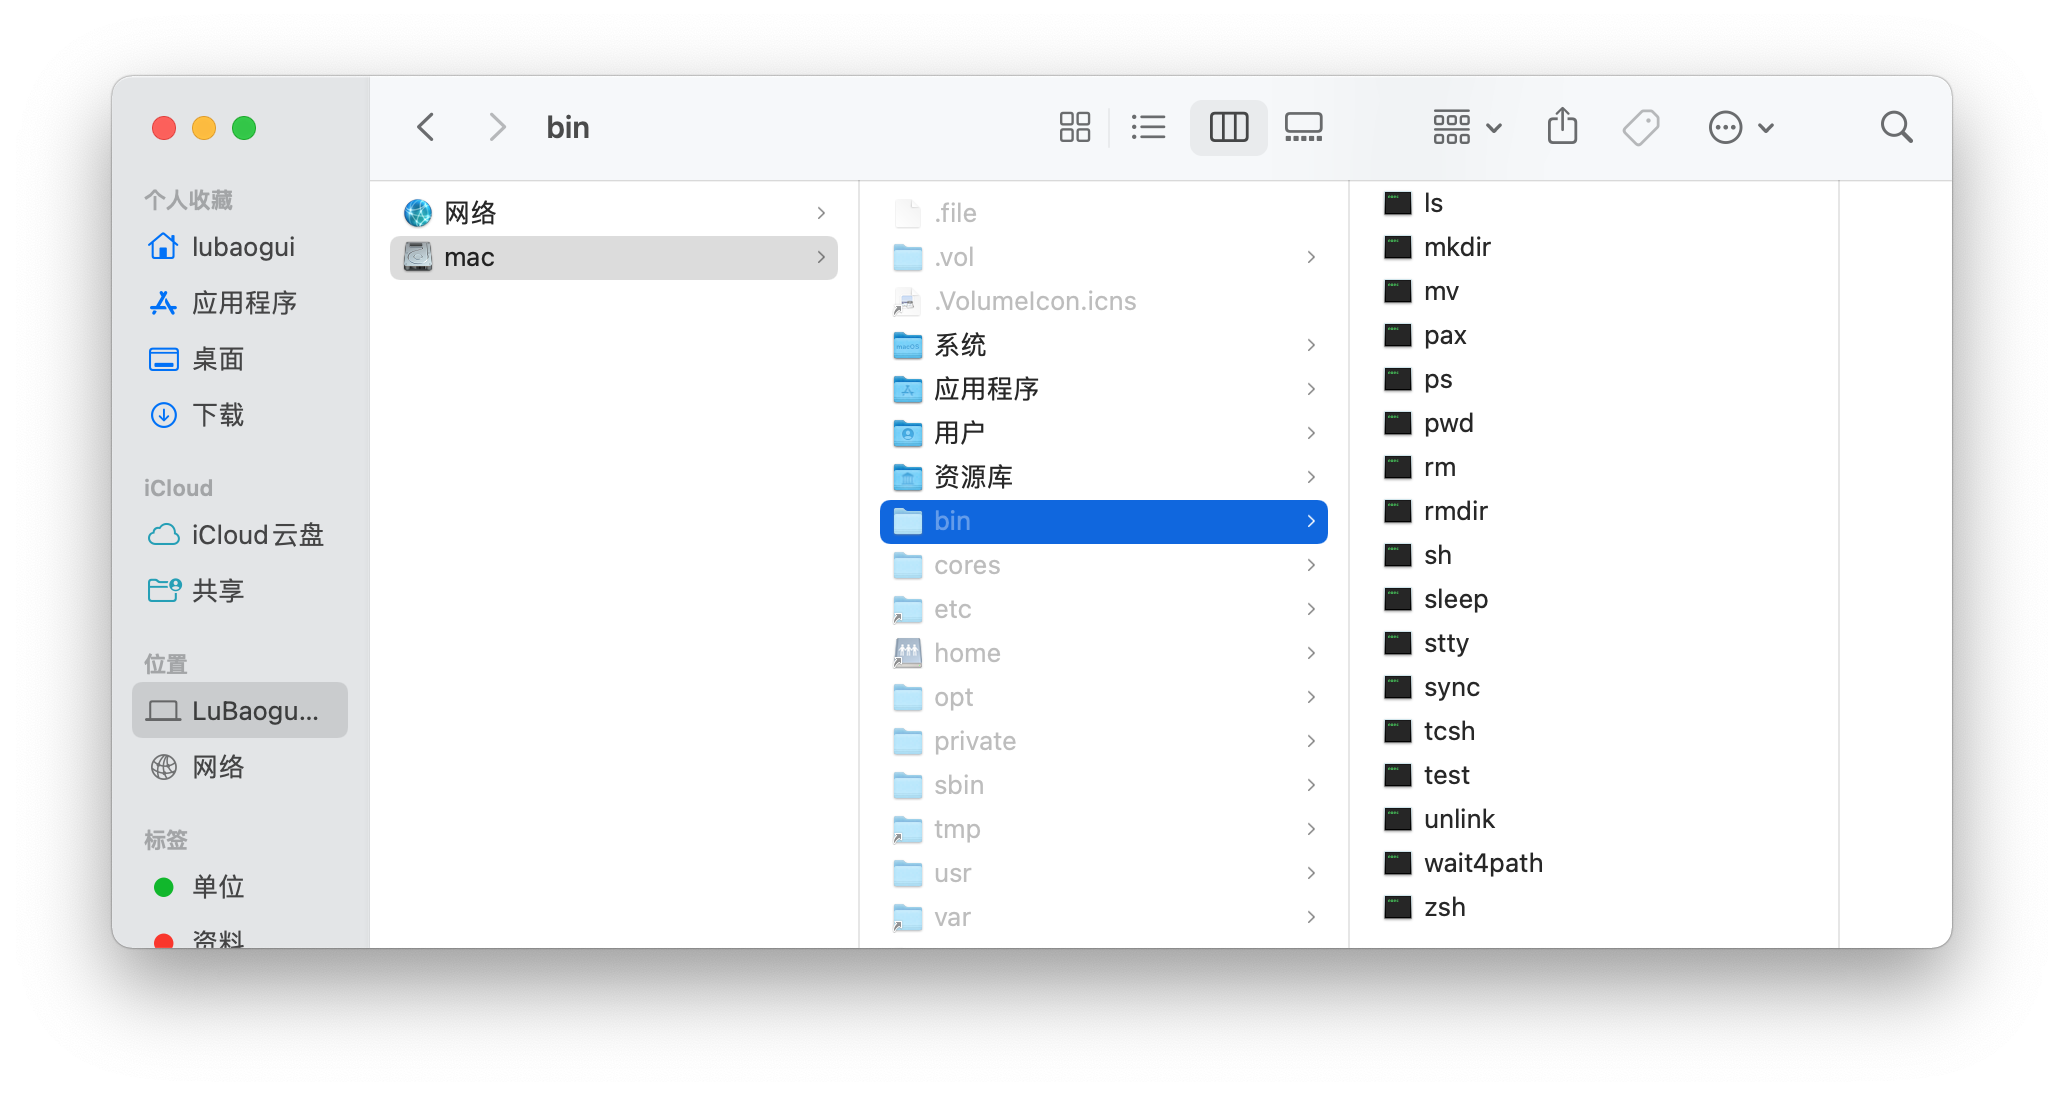 bin
个人收藏
lubaogui
应用程序
桌面
下载
iCloud
iCloud云盘
共享
位置
LuBaogu...
网络
标签
单位
资料
网络
mac
.file
.vol
.VolumeIcon.icns
系统
应用程序
用户
资源库
bin
cores
etc
home
opt
private
sbin
tmp
usr
var
ls
mkdir
mv
pax
ps
pwd
rm
rmdir
sh
sleep
stty
sync
tcsh
test
unlink
wait4path
zsh